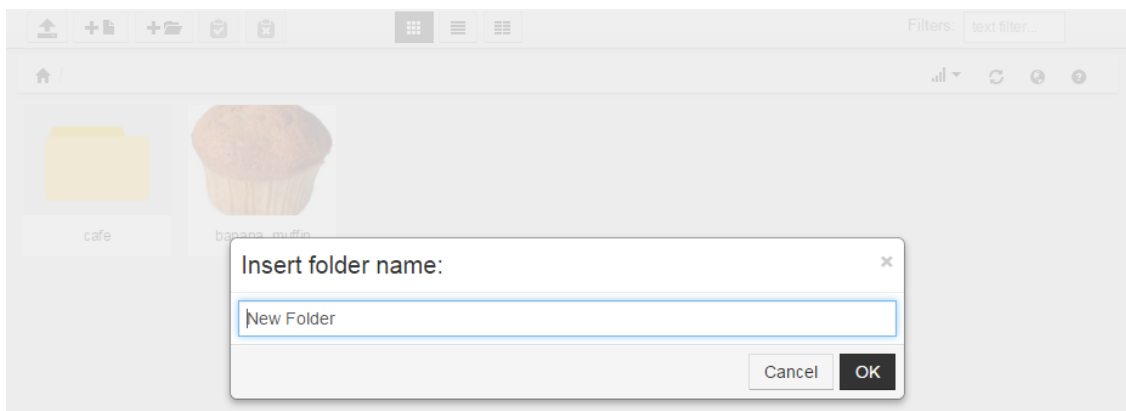 Filters: text filter...
/
cafe
banana_muffin
Insert folder name:
×
New Folder
Cancel OK